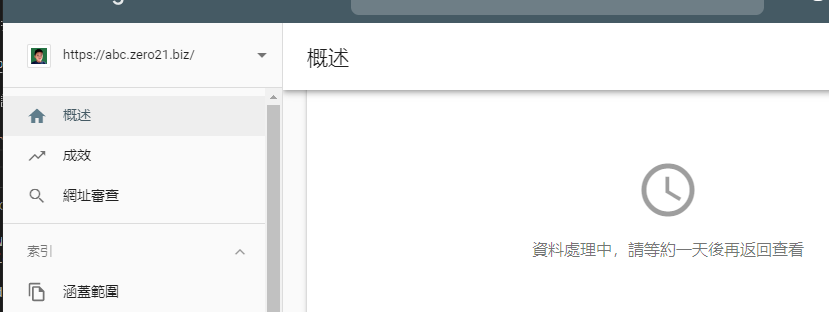 https://abc.zero21.biz/
概述
概述
成效
網址審查
索引
涵蓋範圍
資料處理中，請等約一天後再返回查看